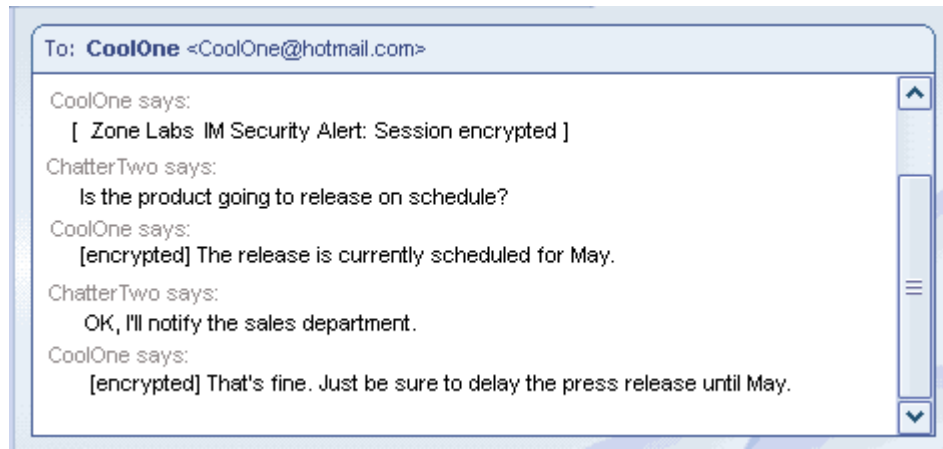 To: CoolOne <CoolOne@hotmail.com>
CoolOne says:
[ Zone Labs IM Security Alert: Session encrypted ]
ChatterTwo says:
Is the product going to release on schedule?
CoolOne says:
[encrypted] The release is currently scheduled for May.
ChatterTwo says:
OK, I'll notify the sales department.
CoolOne says:
[encrypted] That's fine. Just be sure to delay the press release until May.